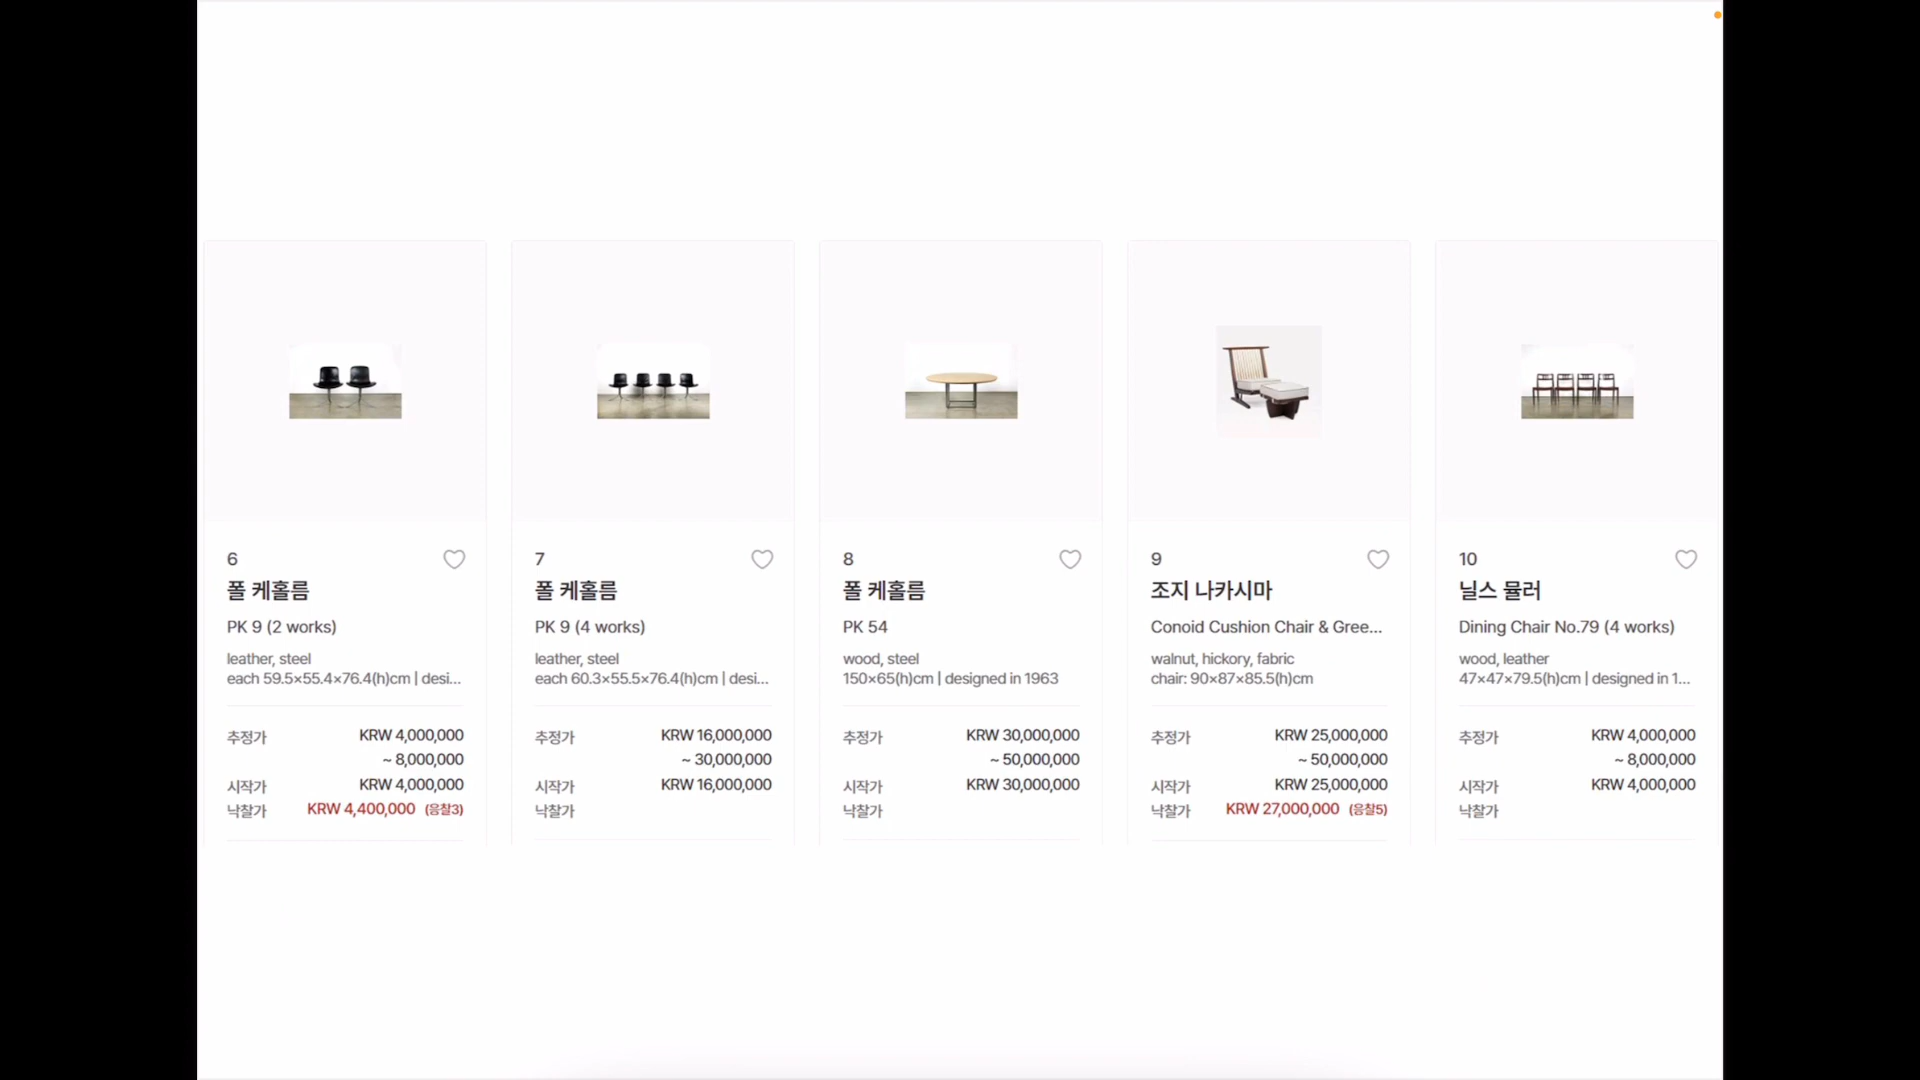 6
폴 케홀름
PK 9 (2 works)
leather, steel
each 59.5×55.4×76.4(h)cm | desi...
추정가 KRW 4,000,000
~ 8,000,000
시작가 KRW 4,000,000
낙찰가 KRW 4,400,000 (응찰3)
7
폴 케홀름
PK 9 (4 works)
leather, steel
each 60.3×55.5×76.4(h)cm | desi...
추정가 KRW 16,000,000
~ 30,000,000
시작가 KRW 16,000,000
낙찰가
8
폴 케홀름
PK 54
wood, steel
150×65(h)cm | designed in 1963
추정가 KRW 30,000,000
~ 50,000,000
시작가 KRW 30,000,000
낙찰가
9
조지 나카시마
Conoid Cushion Chair & Gree...
walnut, hickory, fabric
chair: 90×87×85.5(h)cm
추정가 KRW 25,000,000
~ 50,000,000
시작가 KRW 25,000,000
낙찰가 KRW 27,000,000 (응찰5)
10
닐스 뮐러
Dining Chair No.79 (4 works)
wood, leather
47×47×79.5(h)cm | designed in 1...
추정가 KRW 4,000,000
~ 8,000,000
시작가 KRW 4,000,000
낙찰가